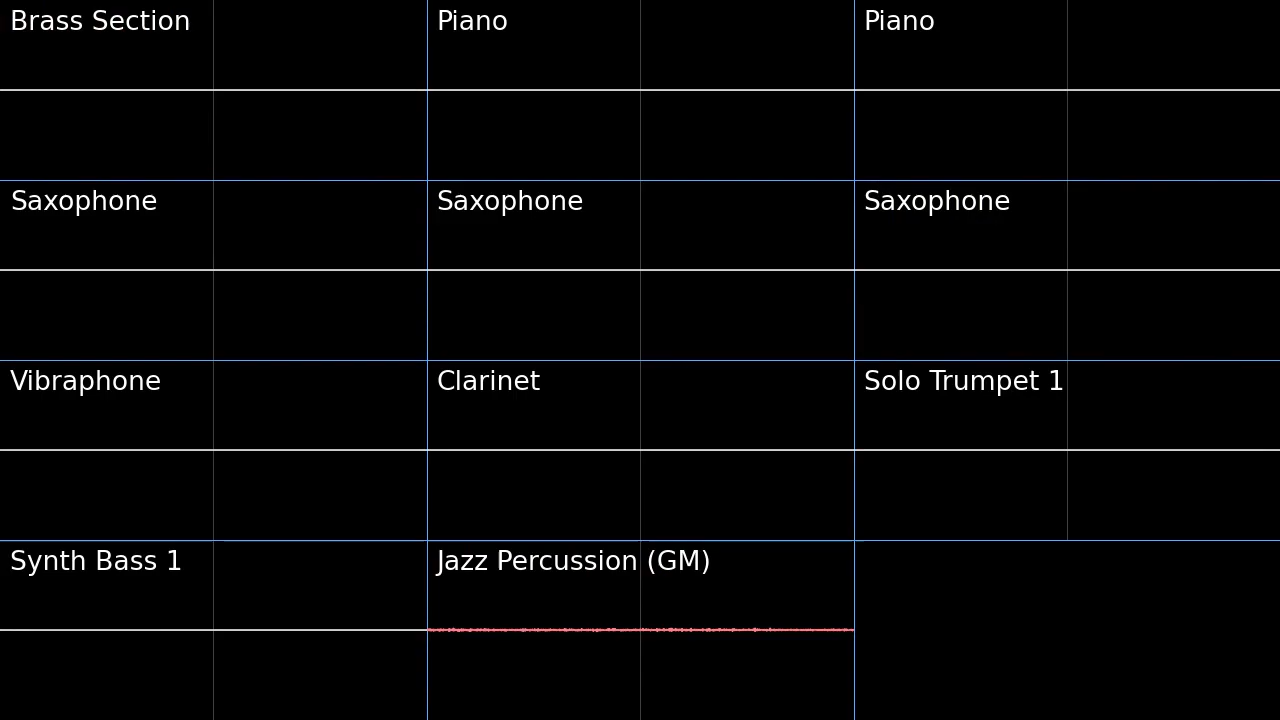 Brass Section
Piano
Piano
Saxophone
Saxophone
Saxophone
Vibraphone
Clarinet
Solo Trumpet 1
Synth Bass 1
Jazz Percussion (GM)